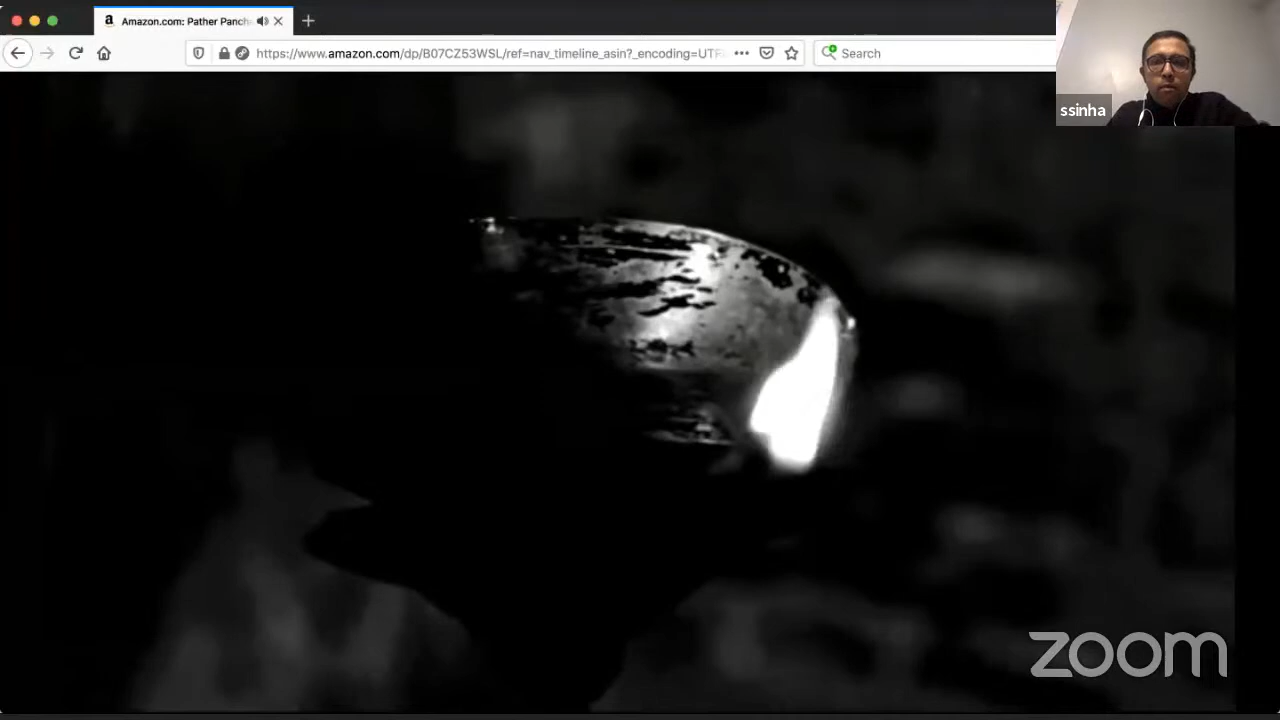 a Amazon.com: Pather Panch
https://www.amazon.com/dp/B07CZ53WSL/ref=nav_timeline_asin?_encoding=UTF
Search
ssinha
zoom